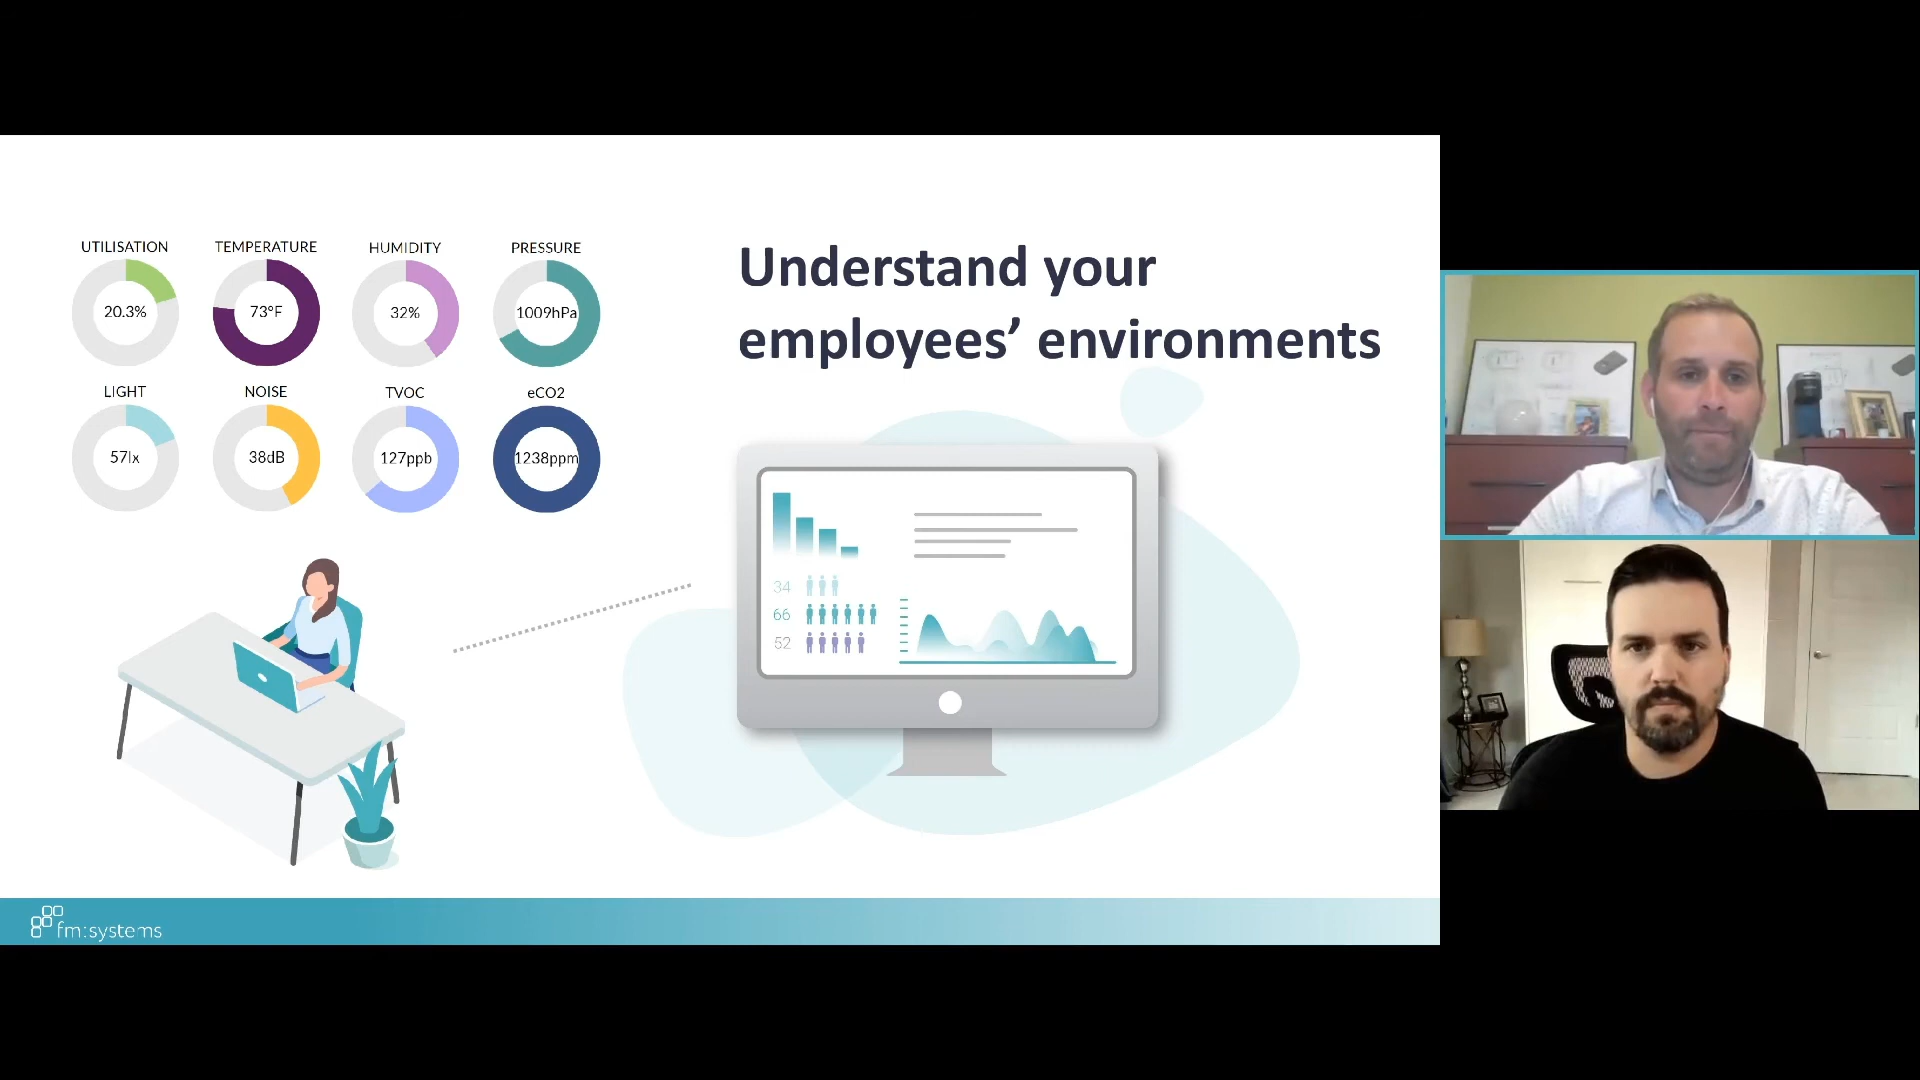 UTILISATION
TEMPERATURE
HUMIDITY
PRESSURE
20.3%
73°F
32%
1009hPa
LIGHT
NOISE
TVOC
eCO2
57lx
38dB
127ppb
1238ppm
Understand your
employees’ environments
34
66
52
fm:systems